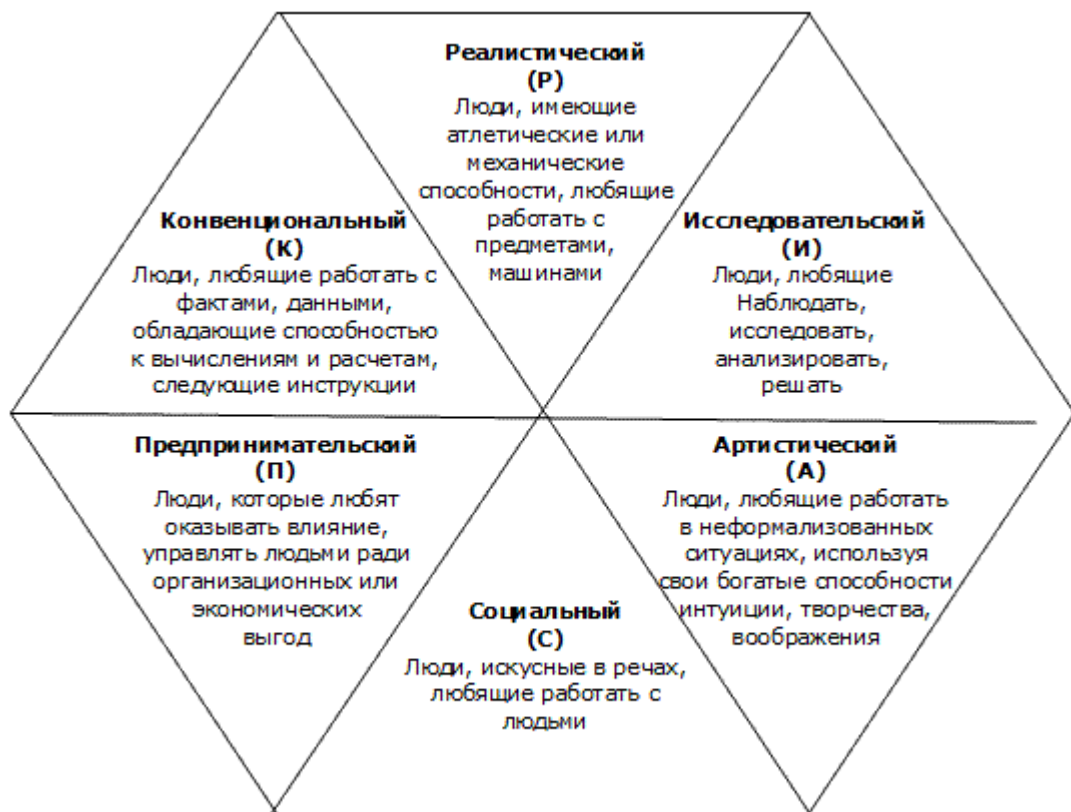 Реалистический
(Р)
Люди, имеющие
атлетические или
механические
способности, любящие
работать с
предметами,
машинами
Конвенциональный
(К)
Люди, любящие работать с
фактами, данными,
обладающие способностью
к вычислениям и расчетам,
следующие инструкции
Исследовательский
(И)
Люди, любящие
Наблюдать,
исследовать,
анализировать,
решать
Предпринимательский
(П)
Люди, которые любят
оказывать влияние,
управлять людьми ради
организационных или
экономических
выгод
Социальный
(С)
Люди, искусные в речах,
любящие работать с
людьми
Артистический
(А)
Люди, любящие работать
в неформализованных
ситуациях, используя
свои богатые способности
интуиции, творчества,
воображения